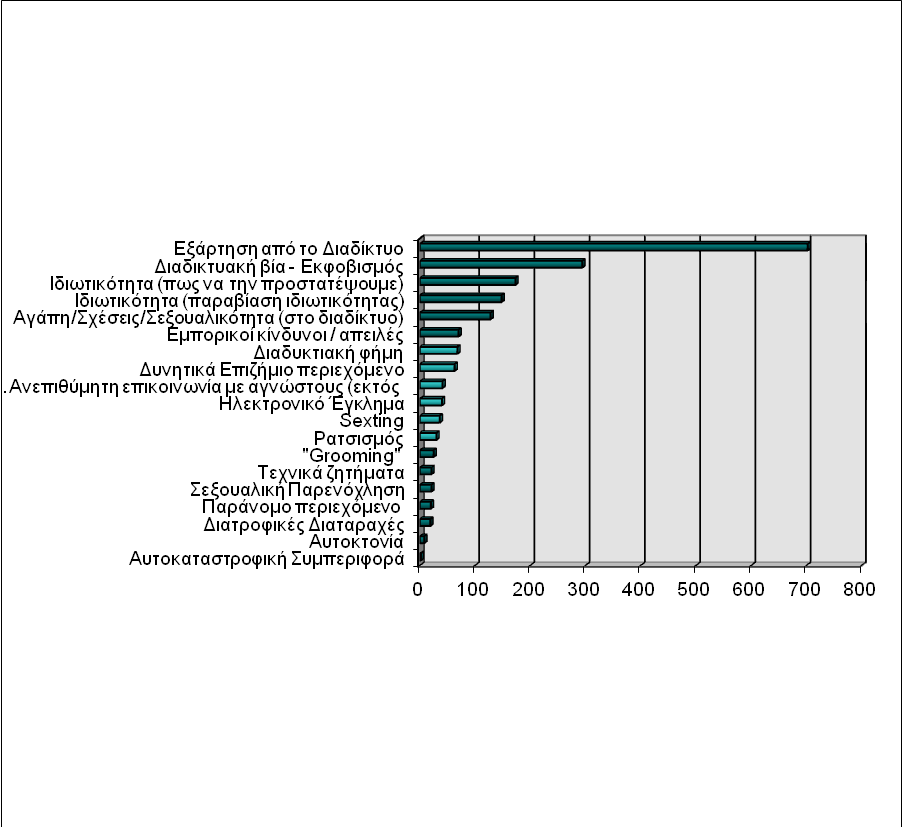 Εξάρτηση από το Διαδίκτυο
Διαδικτυακή βία - Εκφοβισμός
Ιδιωτικότητα (πως να την προστατέψουμε)
Ιδιωτικότητα (παραβίαση ιδιωτικότητας)
Αγάπη/Σχέσεις/Σεξουαλικότητα (στο διαδίκτυο)
Εμπορικοί κίνδυνοι / απειλές
Διαδυκτιακή φήμη
Δυνητικά Επιζήμιο περιεχόμενο
.Ανεπιθύμητη επικοινωνία με αγνώστους (εκτός
Ηλεκτρονικό Έγκλημα
Sexting
Ρατσισμός
"Grooming"
Τεχνικά ζητήματα
Σεξουαλική Παρενόχληση
Παράνομο περιεχόμενο
Διατροφικές Διαταραχές
Αυτοκτονία
Αυτοκαταστροφική Συμπεριφορά
0 100 200 300 400 500 600 700 800